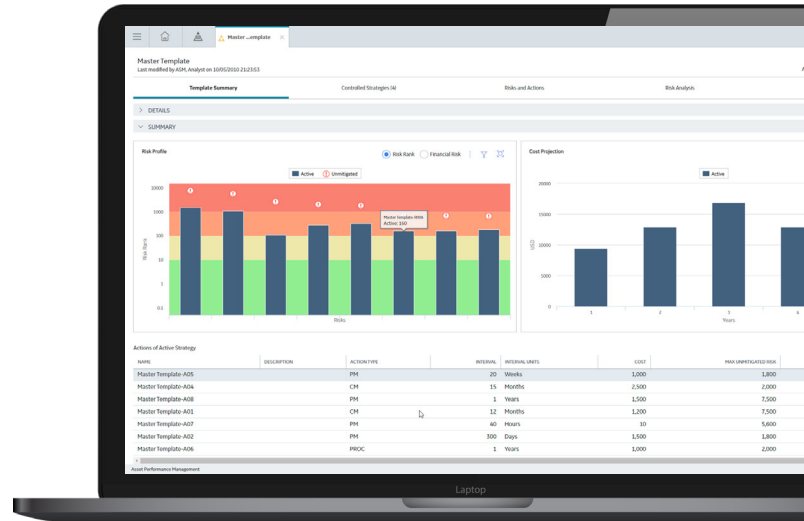 Master ...emplate ×
Master Template
Last modified by ASM, Analyst on 10/05/2010 21:23:53
Template Summary Controlled Strategies (4) Risks and Actions Risk Analysis
DETAILS
SUMMARY
Risk Profile Risk Rank Financial Risk Cost Projection
Active Unmitigated Active
10000
1000
100
10
1
0.1
Risk Rank
Risks
Active: 160
20000
15000
10000
5000
0
USD
1 2 3 4
Years
Actions of Active Strategy
NAME DESCRIPTION ACTION TYPE INTERVAL INTERVAL UNITS COST MAX UNMITIGATED RISK
Master Template-A05 PM 20 Weeks 1,000 1,800
Master Template-A04 CM 15 Months 2,500 2,000
Master Template-A08 PM 1 Years 1,500 7,500
Master Template-A01 CM 12 Months 1,200 7,500
Master Template-A07 PM 40 Hours 10 5,600
Master Template-A02 PM 300 Days 1,500 1,800
Master Template-A06 PROC 1 Years 1,000 2,000
Asset Performance Management
Laptop